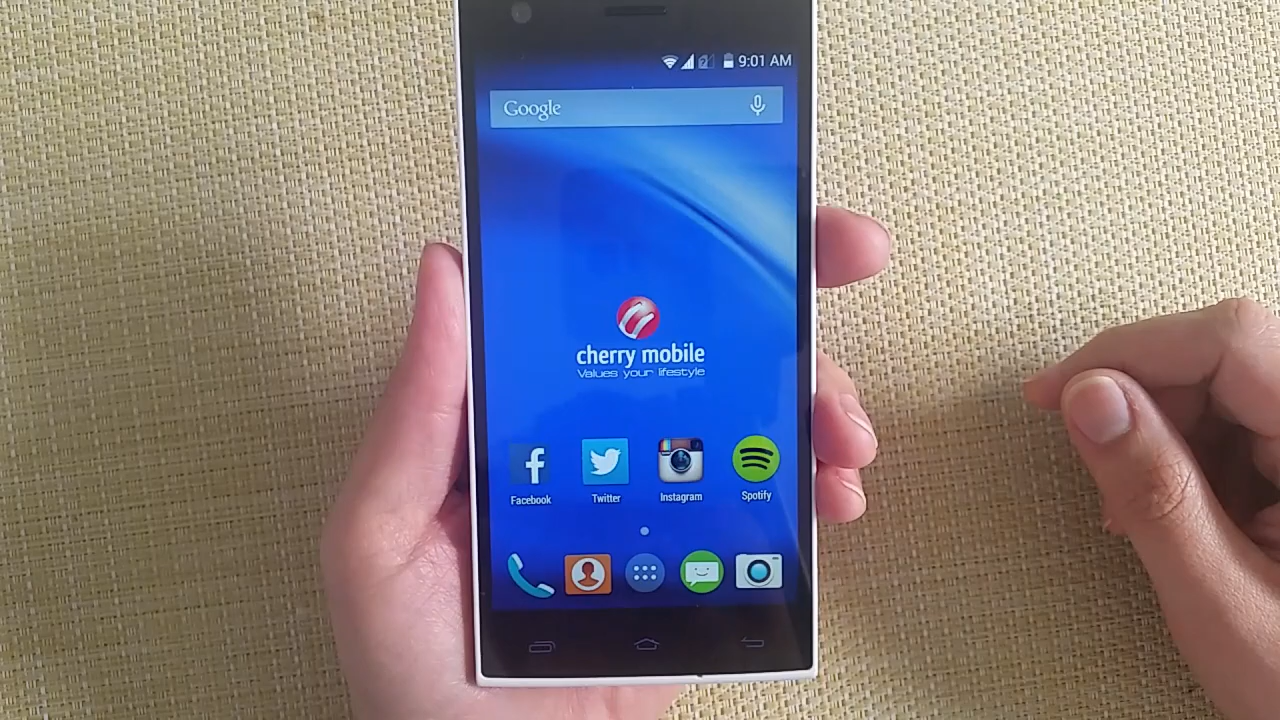 9:01 AM
Google
cherry mobile
Values your lifestyle
Facebook Twitter Instagram Spotify